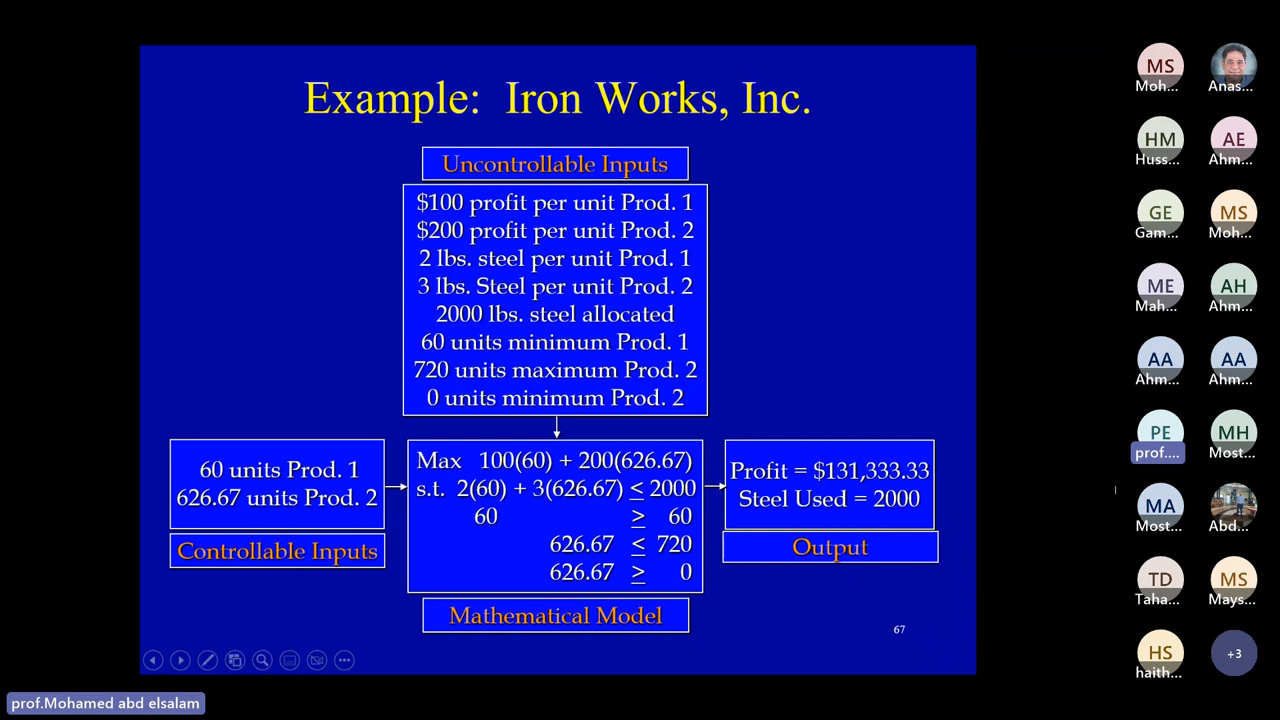 Example: Iron Works, Inc.
Uncontrollable Inputs
$100 profit per unit Prod. 1
$200 profit per unit Prod. 2
2 lbs. steel per unit Prod. 1
3 lbs. Steel per unit Prod. 2
2000 lbs. steel allocated
60 units minimum Prod. 1
720 units maximum Prod. 2
0 units minimum Prod. 2
60 units Prod. 1
626.67 units Prod. 2
Controllable Inputs
Max 100(60) + 200(626.67)
s.t. 2(60) + 3(626.67) ≤ 2000
60 ≥ 60
626.67 ≤ 720
626.67 ≥ 0
Mathematical Model
Profit = $131,333.33
Steel Used = 2000
Output
67
MS
Moh...
Anas...
HM
Huss...
AE
Ahm...
GE
Gam...
MS
Moh...
ME
Mah...
AH
Ahm...
AA
Ahm...
AA
Ahm...
PE
prof....
MH
Most...
MA
Most...
Abd...
TD
Taha...
MS
Mays...
HS
haith...
+3
prof.Mohamed abd elsalam